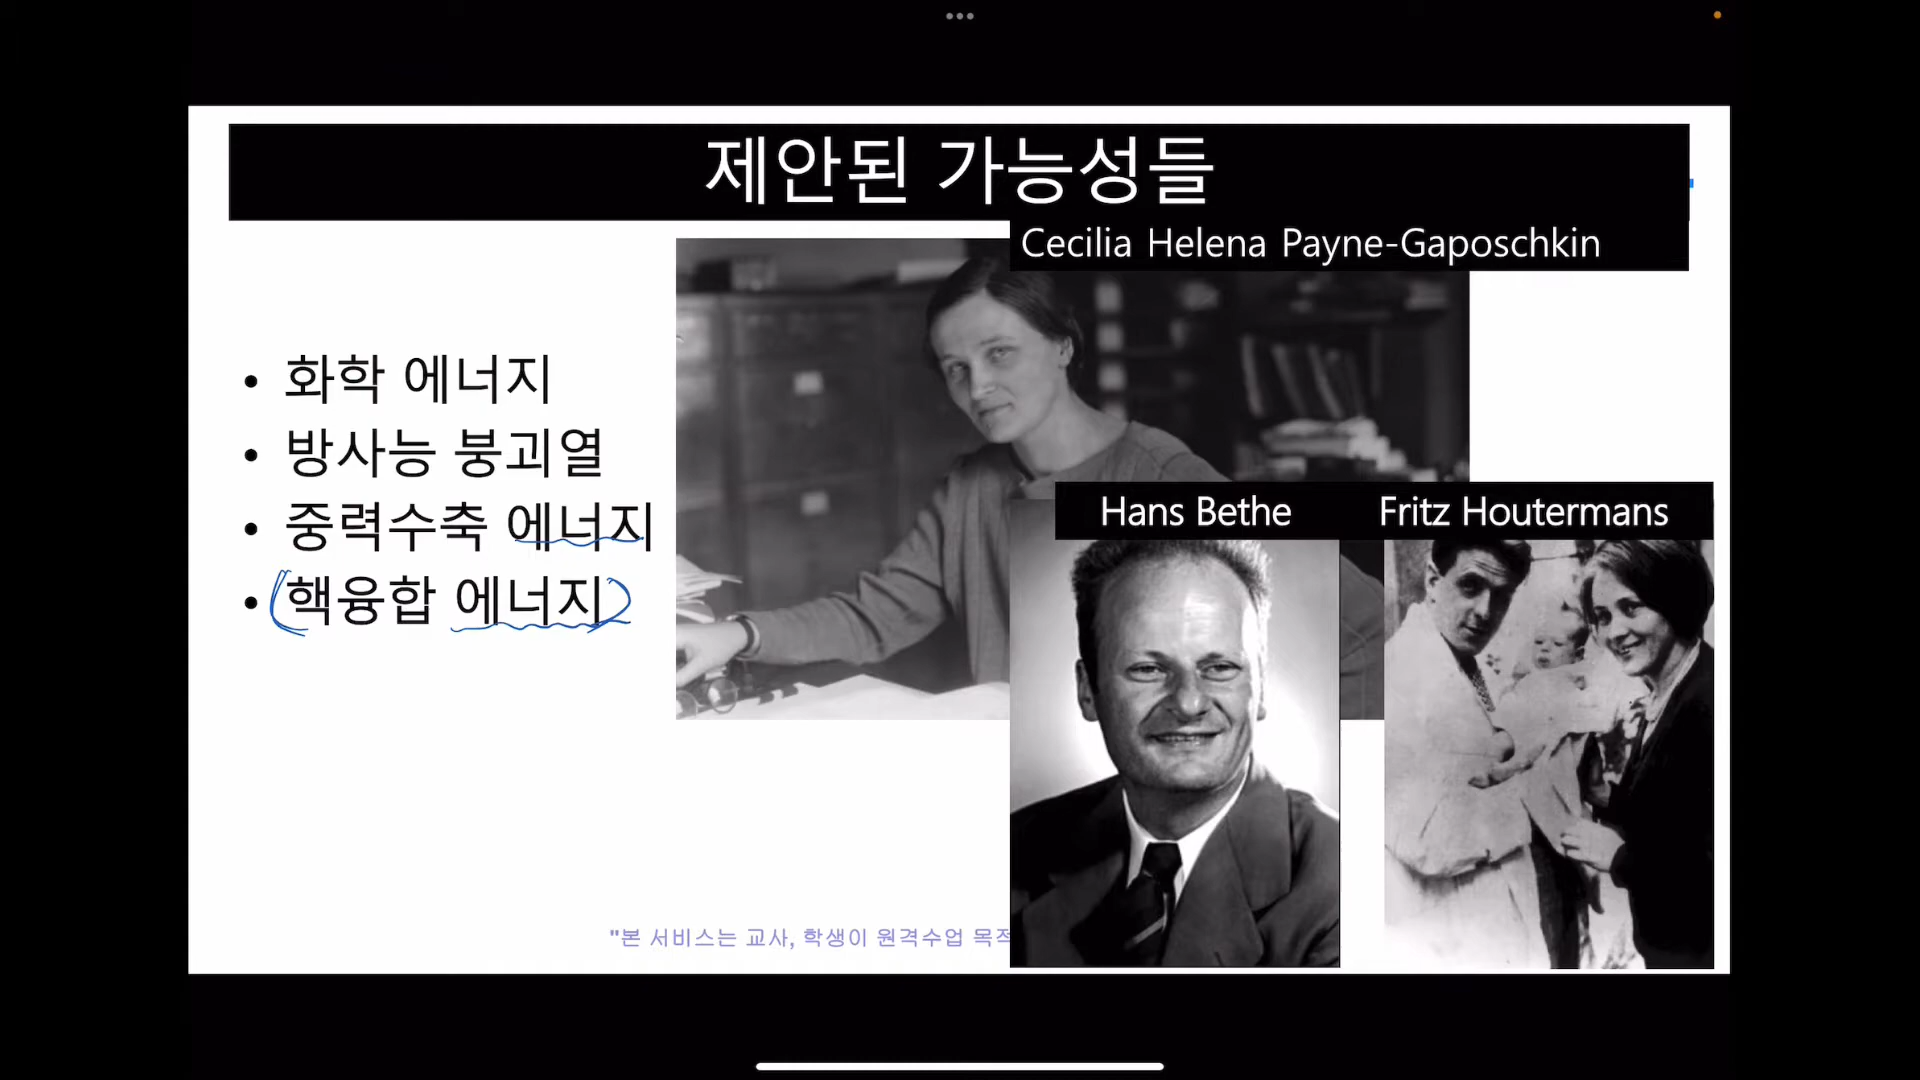 제안된 가능성들
Cecilia Helena Payne-Gaposchkin
• 화학 에너지
• 방사능 붕괴열
• 중력수축 에너지
• 핵융합 에너지
Hans Bethe
Fritz Houtermans
"본 서비스는 교사, 학생이 원격수업 목적